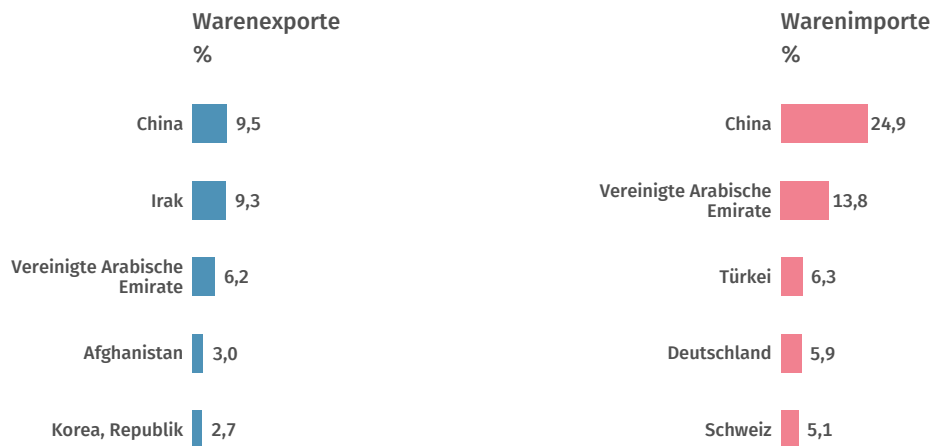 Warenexporte
%
China 9,5
Irak 9,3
Vereinigte Arabische
Emirate 6,2
Afghanistan 3,0
Korea, Republik 2,7
Warenimporte
%
China 24,9
Vereinigte Arabische
Emirate 13,8
Türkei 6,3
Deutschland 5,9
Schweiz 5,1